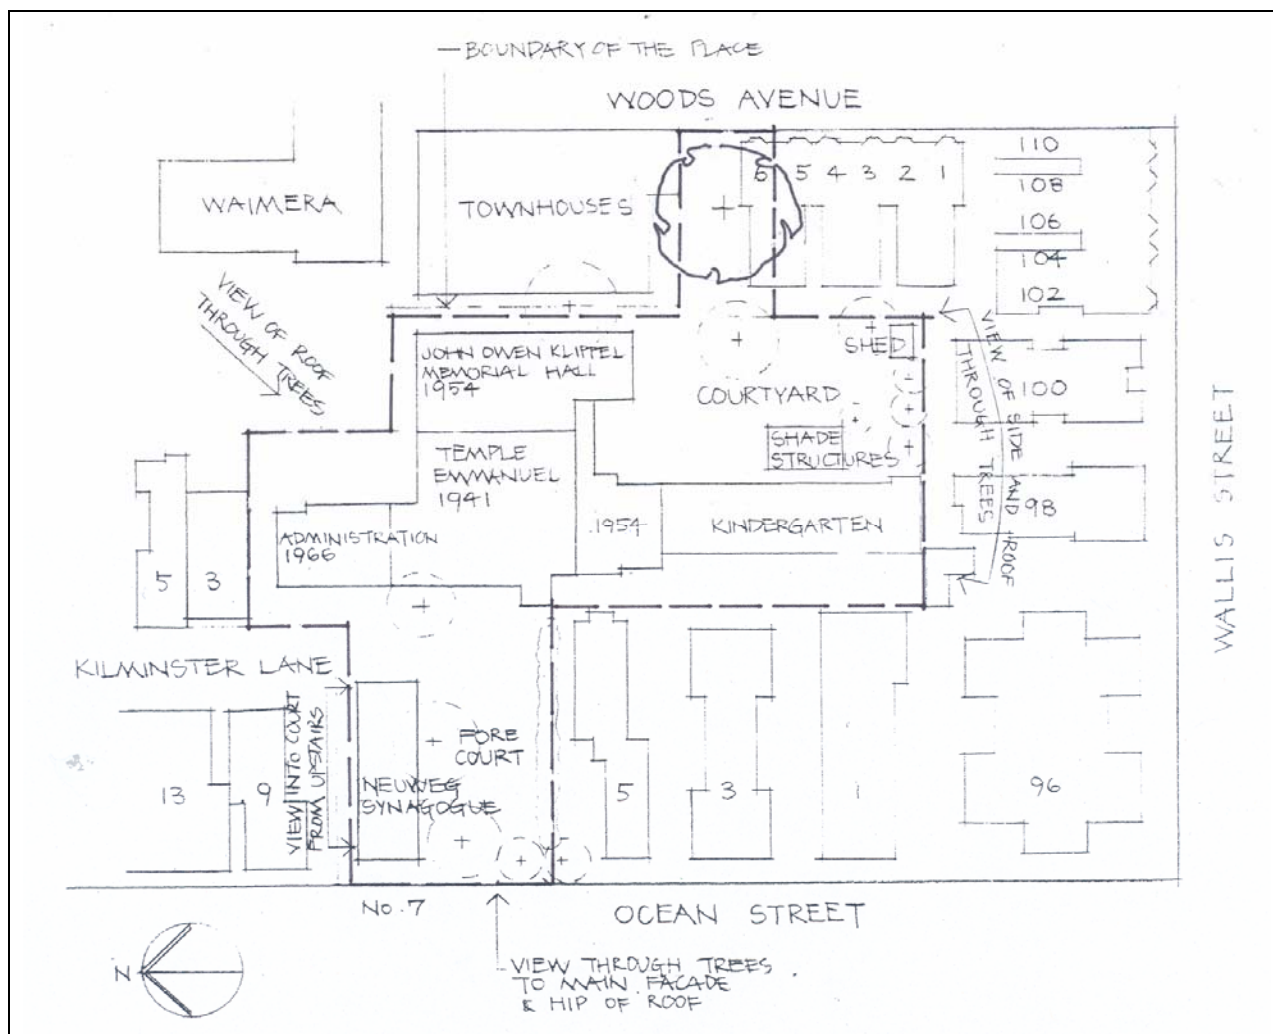 BOUNDARY OF THE PLACE
WOODS AVENUE
WAIMERA
TOWNHOUSES
6 5 4 3 2 1
110
108
106
104
102
VIEW OF ROOF
THROUGH TREES
JOHN OWEN KLIPPEL
MEMORIAL HALL
1954
SHED
COURTYARD
SHADE
STRUCTURES
VIEW OF SIDE AND ROOF
THROUGH TREES
100
98
WALLIS STREET
TEMPLE
EMMANUEL
1941
ADMINISTRATION
1966
1954
KINDERGARTEN
5
3
KILMINSTER LANE
VIEW INTO COURT
FROM UPSTAIRS
FORE
COURT
NEUWEG
SYNAGOGUE
13
9
5
3
1
96
No. 7
OCEAN STREET
N
VIEW THROUGH TREES
TO MAIN FACADE
& HIP OF ROOF